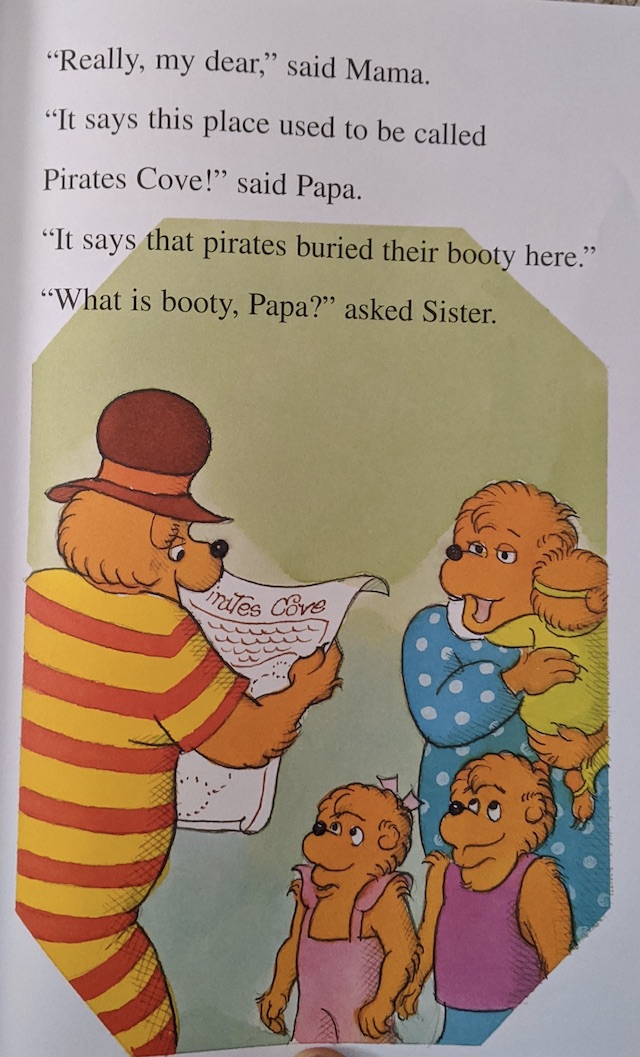 “Really, my dear,” said Mama.
“It says this place used to be called
Pirates Cove!” said Papa.
“It says that pirates buried their booty here.”
“What is booty, Papa?” asked Sister.
irates Cove